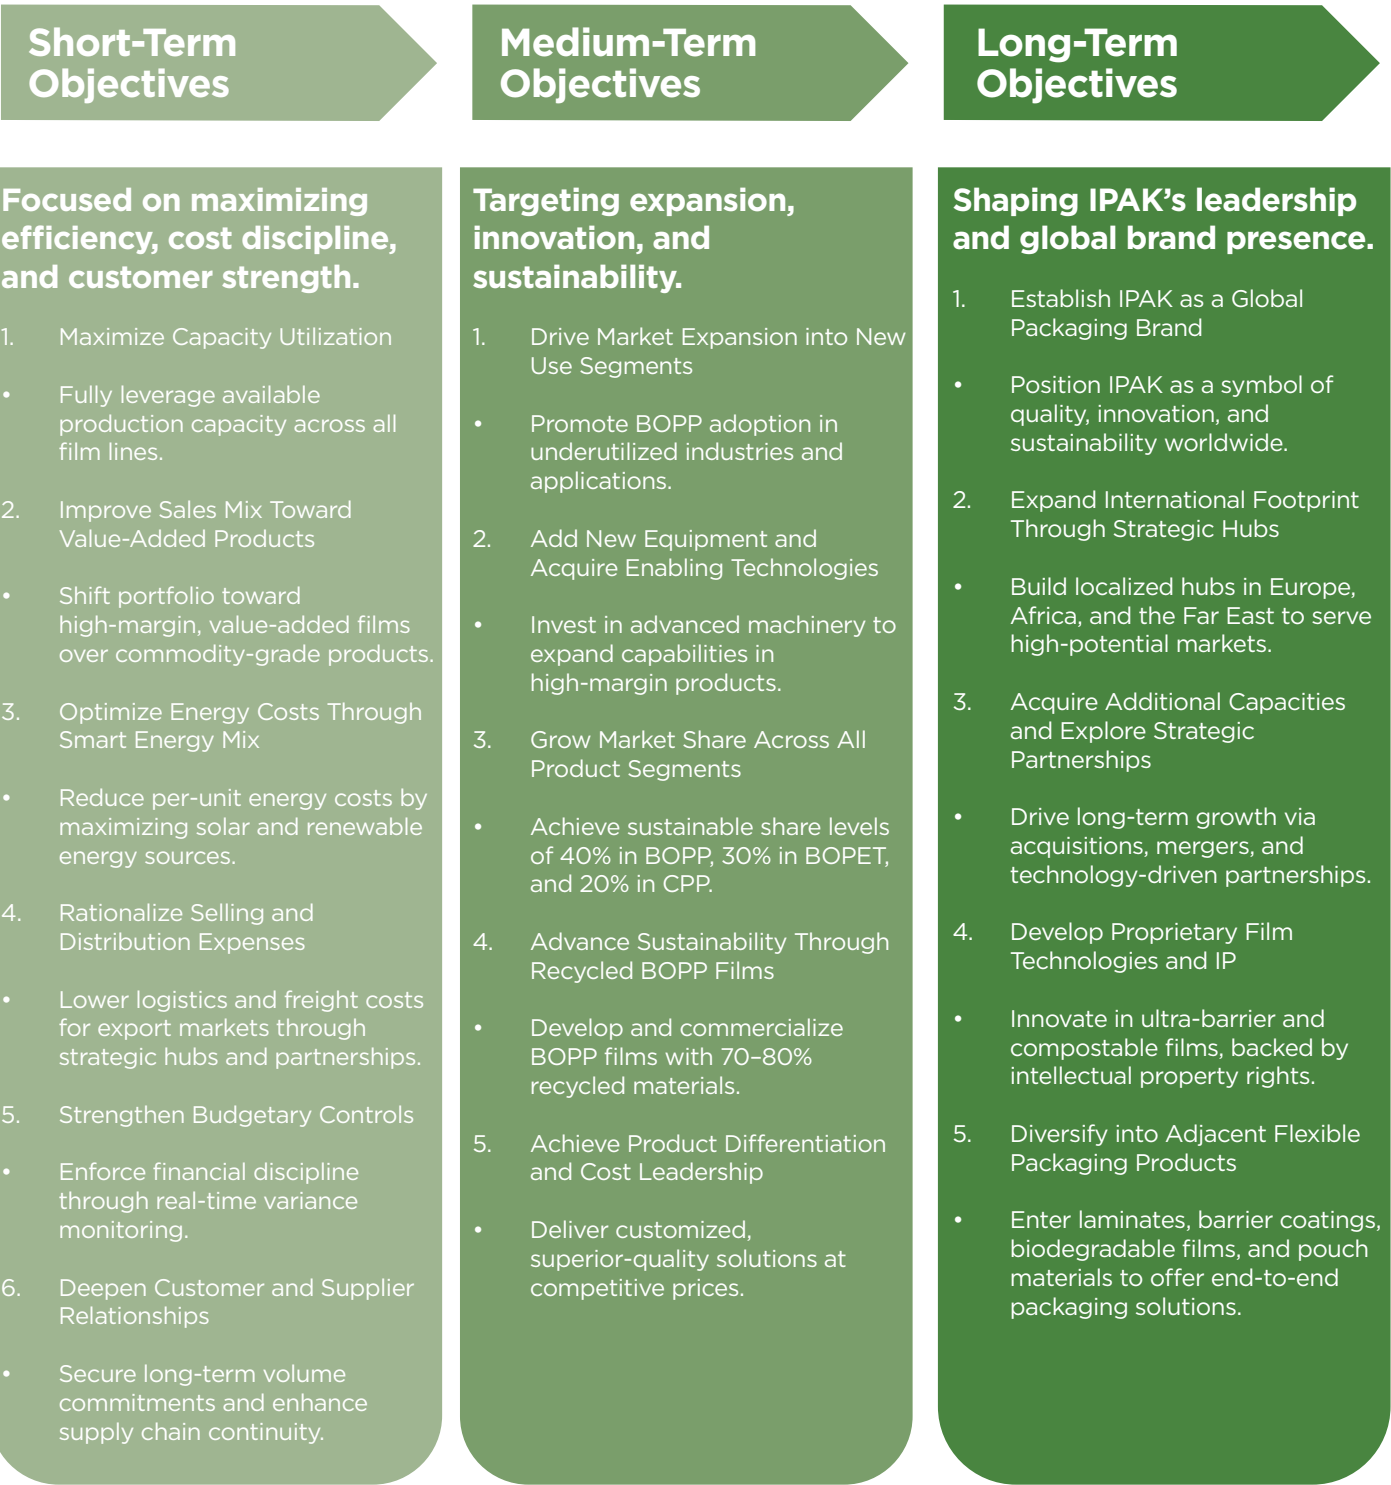 Short-Term
Objectives
Focused on maximizing
efficiency, cost discipline,
and customer strength.
1. Maximize Capacity Utilization
• Fully leverage available
production capacity across all
film lines.
2. Improve Sales Mix Toward
Value-Added Products
• Shift portfolio toward
high-margin, value-added films
over commodity-grade products.
3. Optimize Energy Costs Through
Smart Energy Mix
• Reduce per-unit energy costs by
maximizing solar and renewable
energy sources.
4. Rationalize Selling and
Distribution Expenses
• Lower logistics and freight costs
for export markets through
strategic hubs and partnerships.
5. Strengthen Budgetary Controls
• Enforce financial discipline
through real-time variance
monitoring.
6. Deepen Customer and Supplier
Relationships
• Secure long-term volume
commitments and enhance
supply chain continuity.
Medium-Term
Objectives
Targeting expansion,
innovation, and
sustainability.
1. Drive Market Expansion into New
Use Segments
• Promote BOPP adoption in
underutilized industries and
applications.
2. Add New Equipment and
Acquire Enabling Technologies
• Invest in advanced machinery to
expand capabilities in
high-margin products.
3. Grow Market Share Across All
Product Segments
• Achieve sustainable share levels
of 40% in BOPP, 30% in BOPET,
and 20% in CPP.
4. Advance Sustainability Through
Recycled BOPP Films
• Develop and commercialize
BOPP films with 70–80%
recycled materials.
5. Achieve Product Differentiation
and Cost Leadership
• Deliver customized,
superior-quality solutions at
competitive prices.
Long-Term
Objectives
Shaping IPAK’s leadership
and global brand presence.
1. Establish IPAK as a Global
Packaging Brand
• Position IPAK as a symbol of
quality, innovation, and
sustainability worldwide.
2. Expand International Footprint
Through Strategic Hubs
• Build localized hubs in Europe,
Africa, and the Far East to serve
high-potential markets.
3. Acquire Additional Capacities
and Explore Strategic
Partnerships
• Drive long-term growth via
acquisitions, mergers, and
technology-driven partnerships.
4. Develop Proprietary Film
Technologies and IP
• Innovate in ultra-barrier and
compostable films, backed by
intellectual property rights.
5. Diversify into Adjacent Flexible
Packaging Products
• Enter laminates, barrier coatings,
biodegradable films, and pouch
materials to offer end-to-end
packaging solutions.